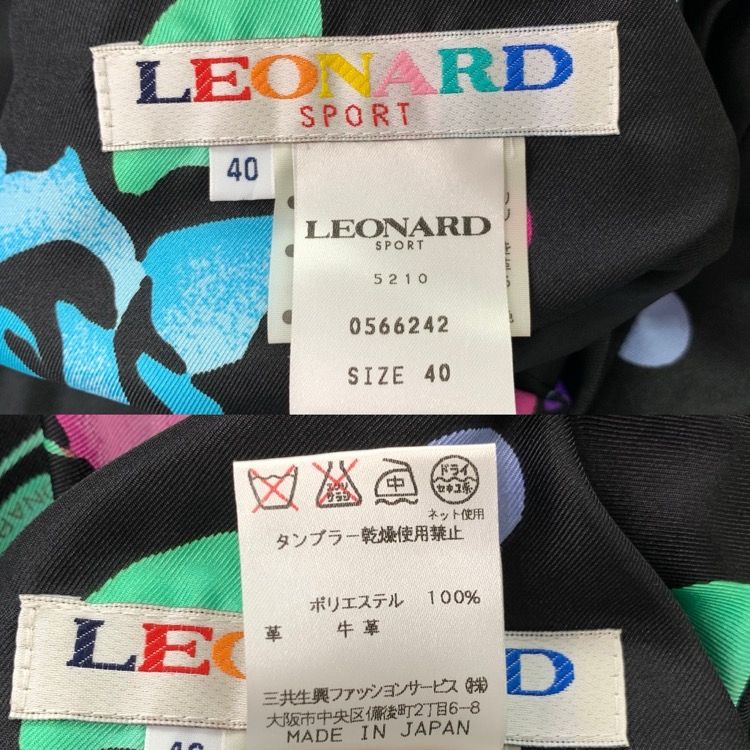 LEONARD
SPORT
40
LEONARD
SPORT
5210
0566242
SIZE 40
エンソ
サラシ
中
ドライ
セキユ系
ネット使用
タンブラー乾燥使用禁止
ポリエステル 100%
革 牛革
LEO
D
三共生興ファッションサービス(株)
大阪市中央区備後町2丁目6-8
MADE IN JAPAN